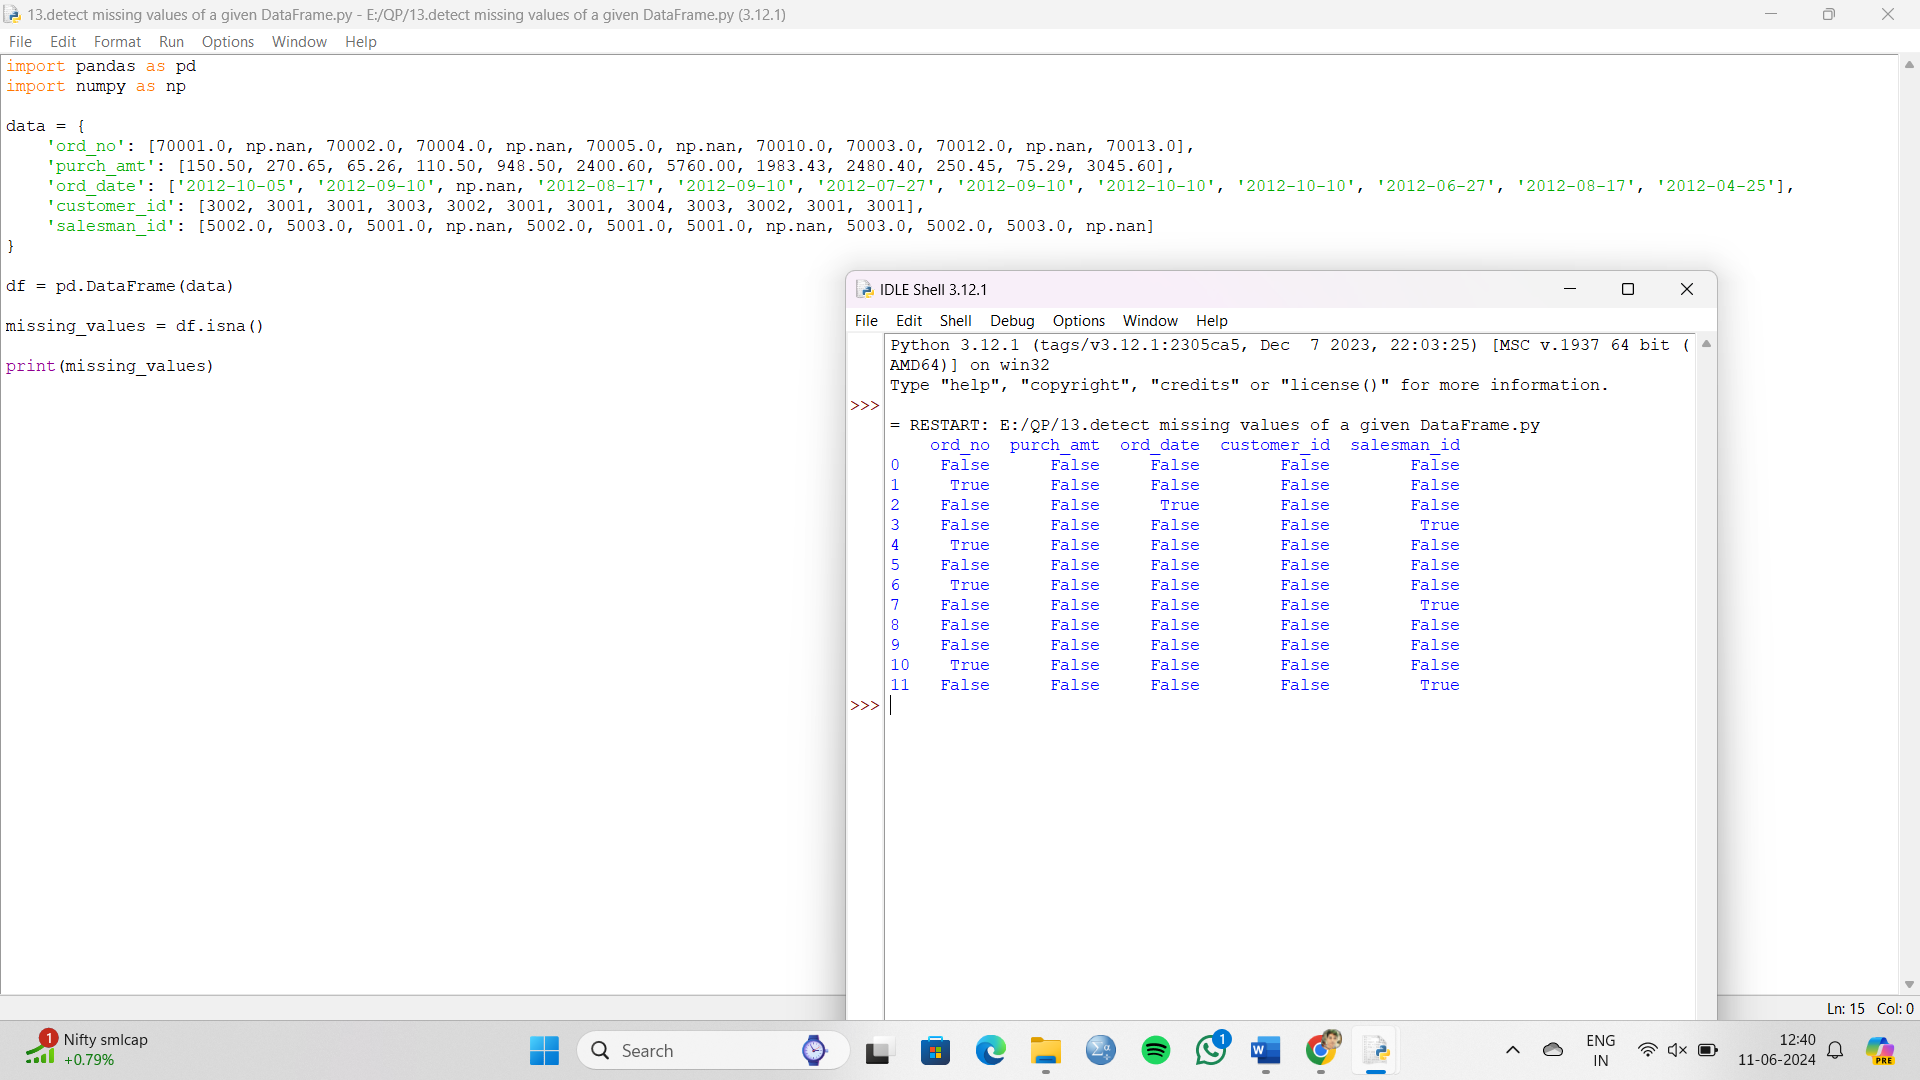 13.detect missing values of a given DataFrame.py - E:/QP/13.detect missing values of a given DataFrame.py (3.12.1)
File Edit Format Run Options Window Help
import pandas as pd
import numpy as np
data = {
'ord_no': [70001.0, np.nan, 70002.0, 70004.0, np.nan, 70005.0, np.nan, 70010.0, 70003.0, 70012.0, np.nan, 70013.0],
'purch_amt': [150.50, 270.65, 65.26, 110.50, 948.50, 2400.60, 5760.00, 1983.43, 2480.40, 250.45, 75.29, 3045.60],
'ord_date': ['2012-10-05', '2012-09-10', np.nan, '2012-08-17', '2012-09-10', '2012-07-27', '2012-09-10', '2012-10-10', '2012-10-10', '2012-06-27', '2012-08-17', '2012-04-25'],
'customer_id': [3002, 3001, 3001, 3003, 3002, 3001, 3001, 3004, 3003, 3002, 3001, 3001],
'salesman_id': [5002.0, 5003.0, 5001.0, np.nan, 5002.0, 5001.0, 5001.0, np.nan, 5003.0, 5002.0, 5003.0, np.nan]
}
df = pd.DataFrame(data)
missing_values = df.isna()
print(missing_values)
IDLE Shell 3.12.1
File Edit Shell Debug Options Window Help
Python 3.12.1 (tags/v3.12.1:2305ca5, Dec  7 2023, 22:03:25) [MSC v.1937 64 bit (
AMD64)] on win32
Type "help", "copyright", "credits" or "license()" for more information.
>>>
= RESTART: E:/QP/13.detect missing values of a given DataFrame.py
ord_no purch_amt ord_date customer_id salesman_id
0 False False False False False
1 True False False False False
2 False False True False False
3 False False False False True
4 True False False False False
5 False False False False False
6 True False False False False
7 False False False False True
8 False False False False False
9 False False False False False
10 True False False False False
11 False False False False True
>>>
Ln: 15 Col: 0
1
Nifty smlcap
+0.79%
Search
1
ENG
IN
12:40
11-06-2024
PRE